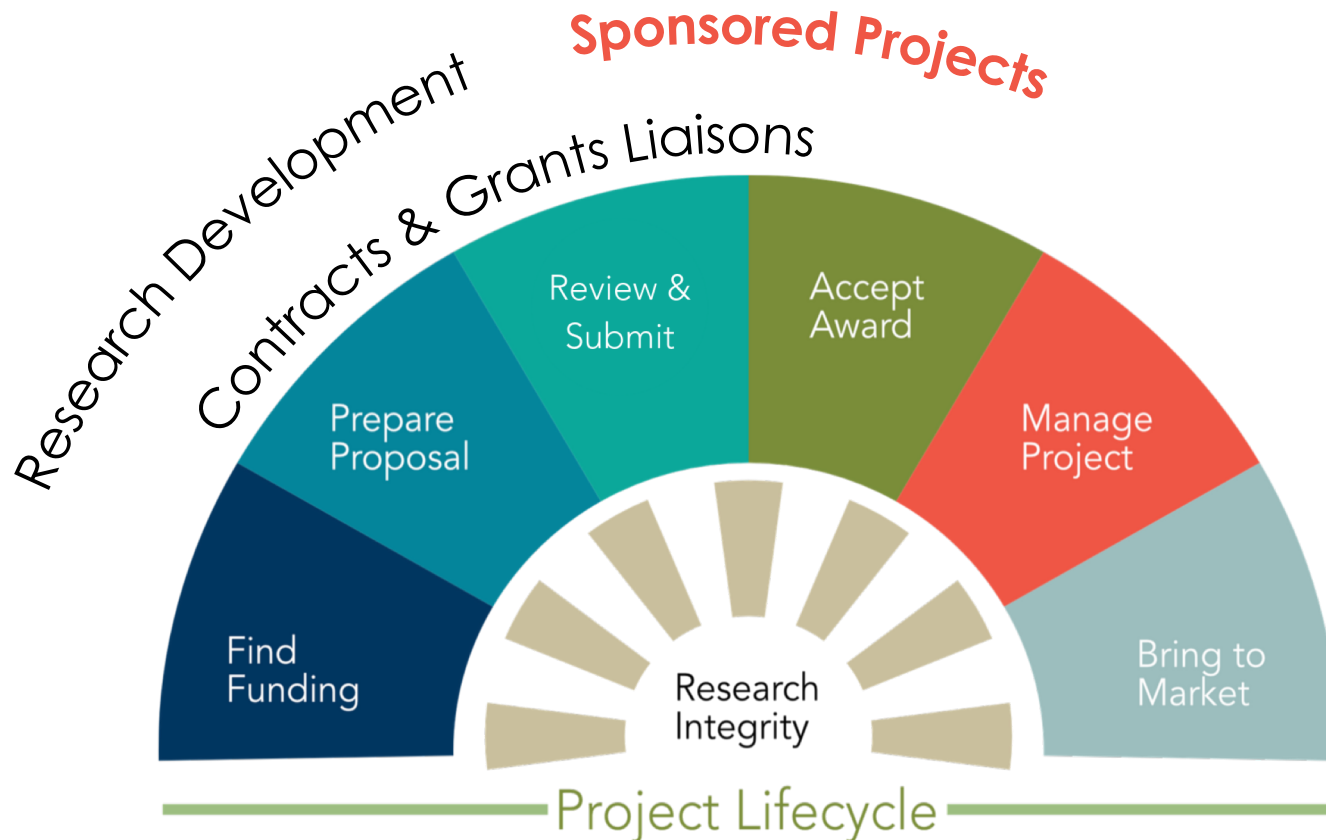 Sponsored Projects
Research Development
Contracts & Grants Liaisons
Review &
Submit
Accept
Award
Prepare
Proposal
Manage
Project
Find
Funding
Bring to
Market
Research
Integrity
Project Lifecycle